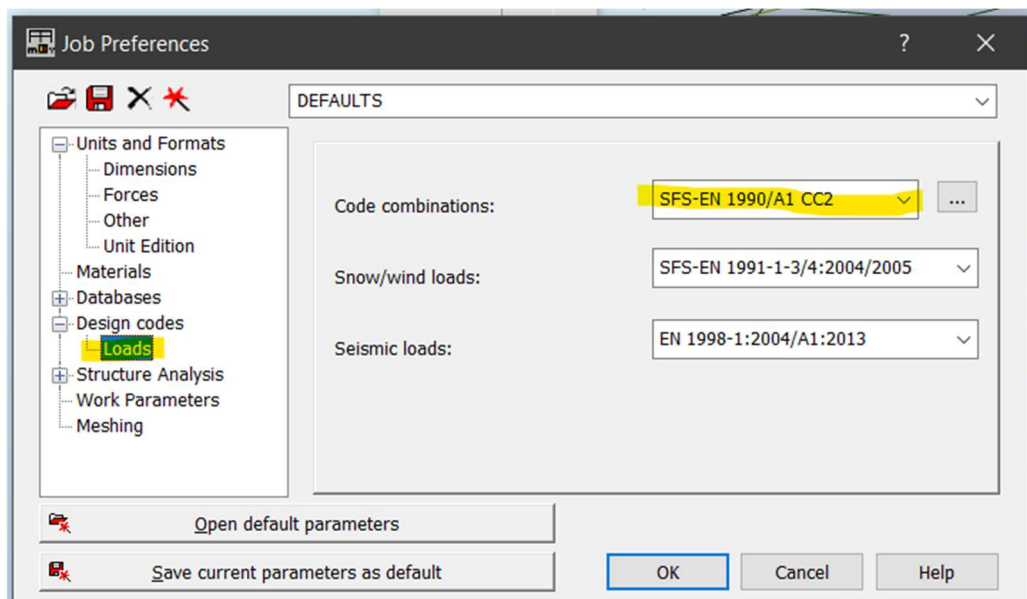 Job Preferences
?
DEFAULTS
Units and Formats
Dimensions
Forces
Other
Unit Edition
Materials
Databases
Design codes
Loads
Structure Analysis
Work Parameters
Meshing
Code combinations:
SFS-EN 1990/A1 CC2
...
Snow/wind loads:
SFS-EN 1991-1-3/4:2004/2005
Seismic loads:
EN 1998-1:2004/A1:2013
Open default parameters
Save current parameters as default
OK
Cancel
Help